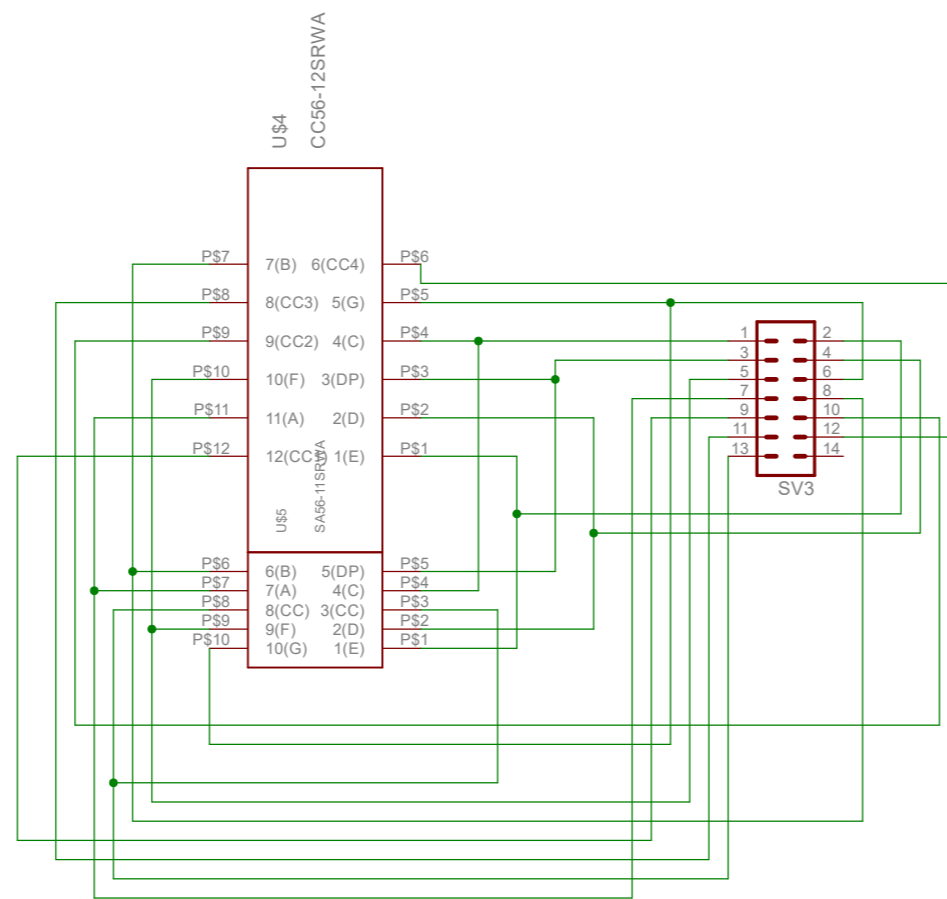 U$4
CC56-12SRWA
P$7 7(B) 6(CC4) P$6
P$8 8(CC3) 5(G) P$5
P$9 9(CC2) 4(C) P$4
P$10 10(F) 3(DP) P$3
P$11 11(A) 2(D) P$2
P$12 12(CC1) 1(E) P$1
U$5
SA56-11SRWA
P$6 6(B) 5(DP) P$5
P$7 7(A) 4(C) P$4
P$8 8(CC) 3(CC) P$3
P$9 9(F) 2(D) P$2
P$10 10(G) 1(E) P$1
1 2
3 4
5 6
7 8
9 10
11 12
13 14
SV3